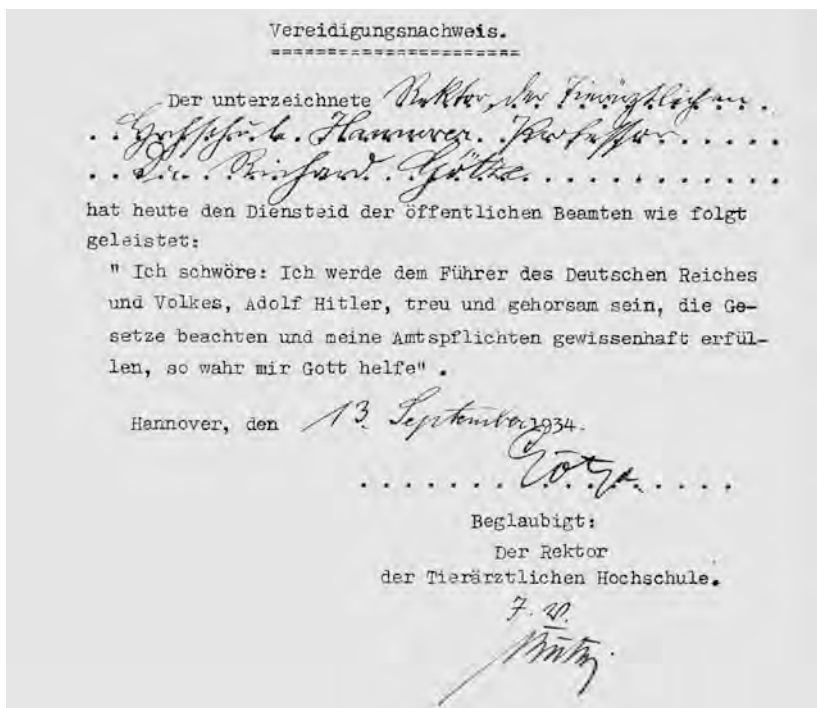 Vereidigungsnachweis.
======================
Der unterzeichnete Rektor der Tierärztlichen
Hochschule Hannover Professor
Dr. Richard Götze
hat heute den Diensteid der öffentlichen Beamten wie folgt
geleistet:
" Ich schwöre: Ich werde dem Führer des Deutschen Reiches
und Volkes, Adolf Hitler, treu und gehorsam sein, die Ge-
setze beachten und meine Amtspflichten gewissenhaft erfül-
len, so wahr mir Gott helfe" .
Hannover, den 13. September 1934.
Götze
Beglaubigt:
Der Rektor
der Tierärztlichen Hochschule.
J. V.